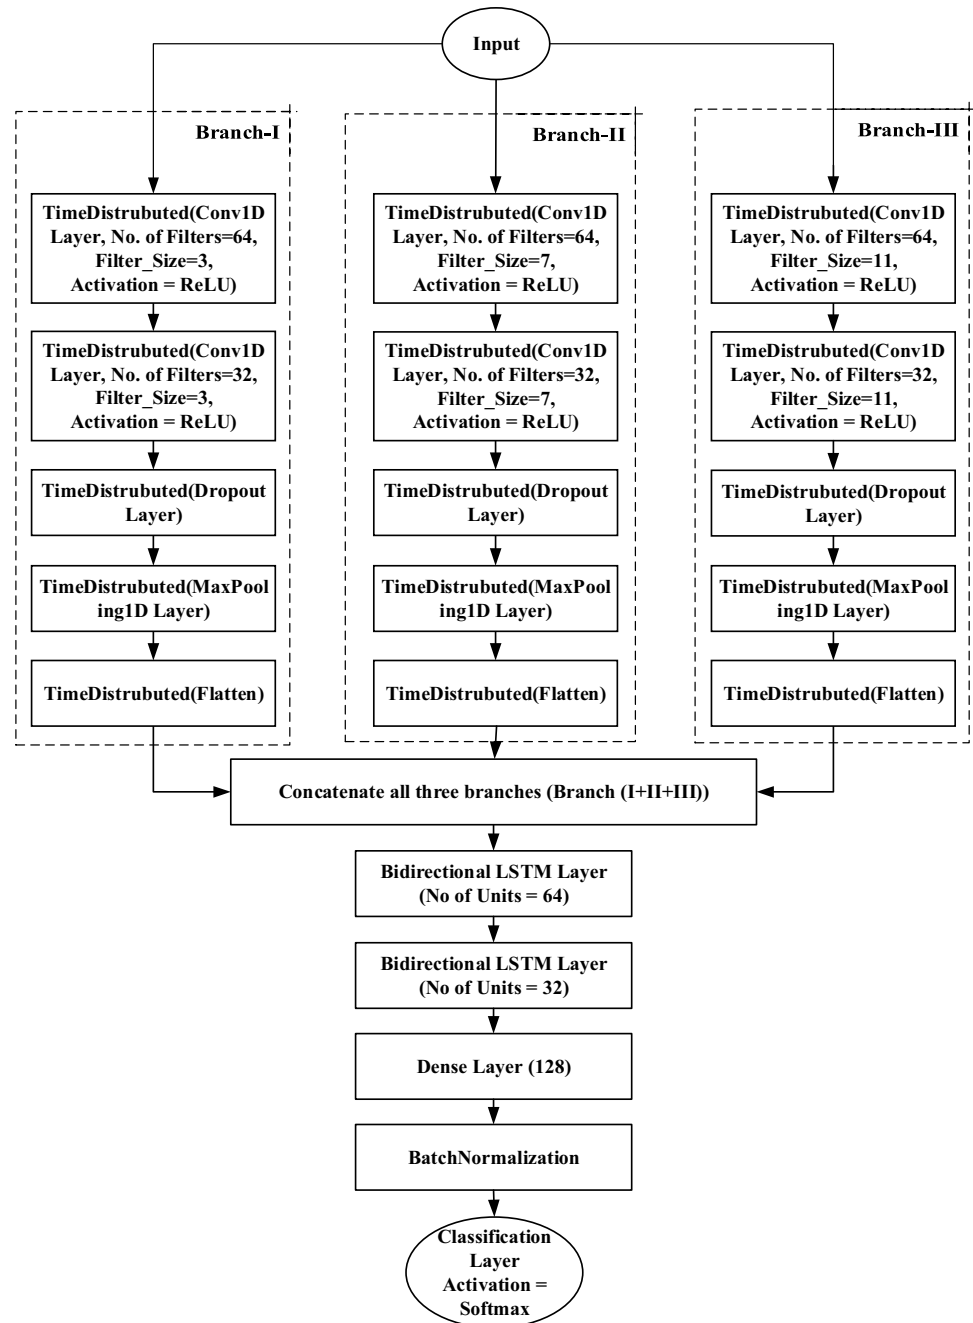 Input
Branch-I
TimeDistrubuted(Conv1D
Layer, No. of Filters=64,
Filter_Size=3,
Activation = ReLU)
TimeDistrubuted(Conv1D
Layer, No. of Filters=32,
Filter_Size=3,
Activation = ReLU)
TimeDistrubuted(Dropout
Layer)
TimeDistrubuted(MaxPool
ing1D Layer)
TimeDistrubuted(Flatten)
Branch-II
TimeDistrubuted(Conv1D
Layer, No. of Filters=64,
Filter_Size=7,
Activation = ReLU)
TimeDistrubuted(Conv1D
Layer, No. of Filters=32,
Filter_Size=7,
Activation = ReLU)
TimeDistrubuted(Dropout
Layer)
TimeDistrubuted(MaxPool
ing1D Layer)
TimeDistrubuted(Flatten)
Branch-III
TimeDistrubuted(Conv1D
Layer, No. of Filters=64,
Filter_Size=11,
Activation = ReLU)
TimeDistrubuted(Conv1D
Layer, No. of Filters=32,
Filter_Size=11,
Activation = ReLU)
TimeDistrubuted(Dropout
Layer)
TimeDistrubuted(MaxPool
ing1D Layer)
TimeDistrubuted(Flatten)
Concatenate all three branches (Branch (I+II+III))
Bidirectional LSTM Layer
(No of Units = 64)
Bidirectional LSTM Layer
(No of Units = 32)
Dense Layer (128)
BatchNormalization
Classification
Layer
Activation =
Softmax